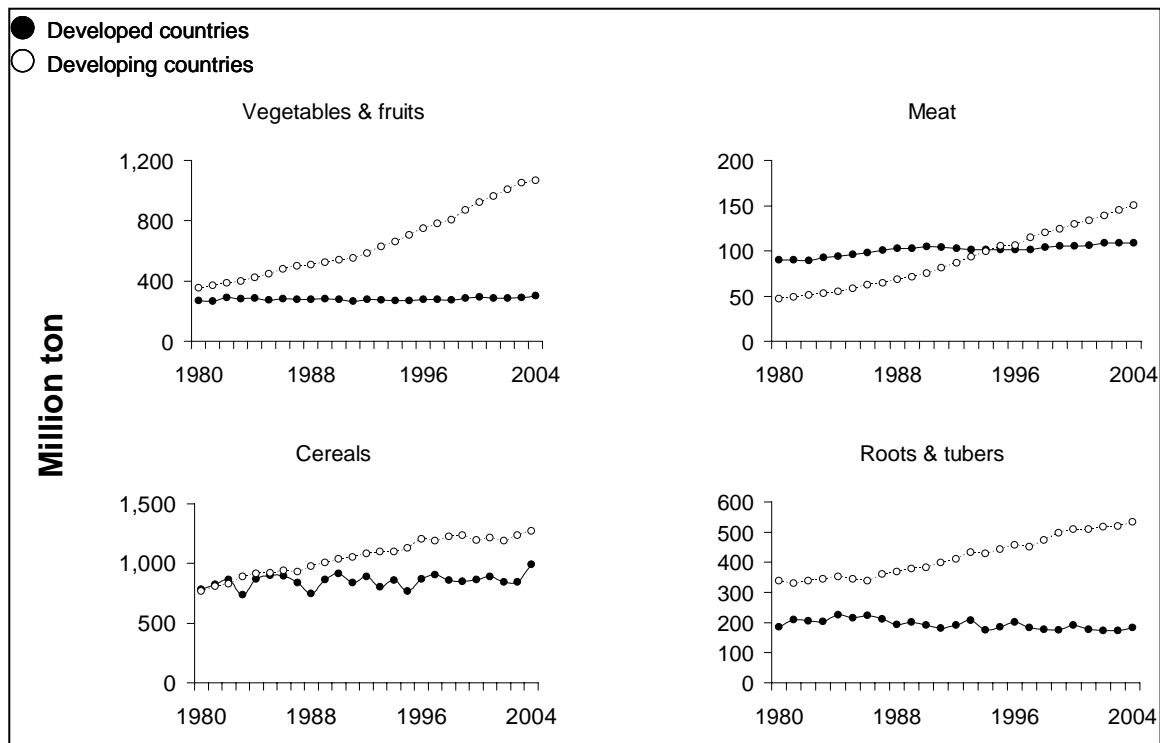 Developed countries
Developing countries
Million ton
Vegetables & fruits
1,200
800
400
0
1980 1988 1996 2004
Meat
200
150
100
50
0
1980 1988 1996 2004
Cereals
1,500
1,000
500
0
1980 1988 1996 2004
Roots & tubers
600
500
400
300
200
100
0
1980 1988 1996 2004